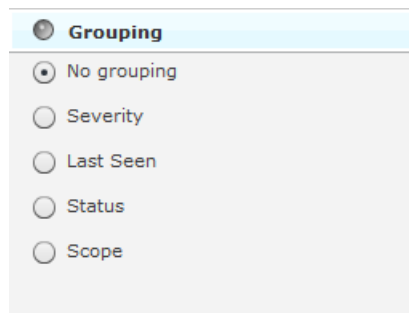 Grouping
No grouping
Severity
Last Seen
Status
Scope